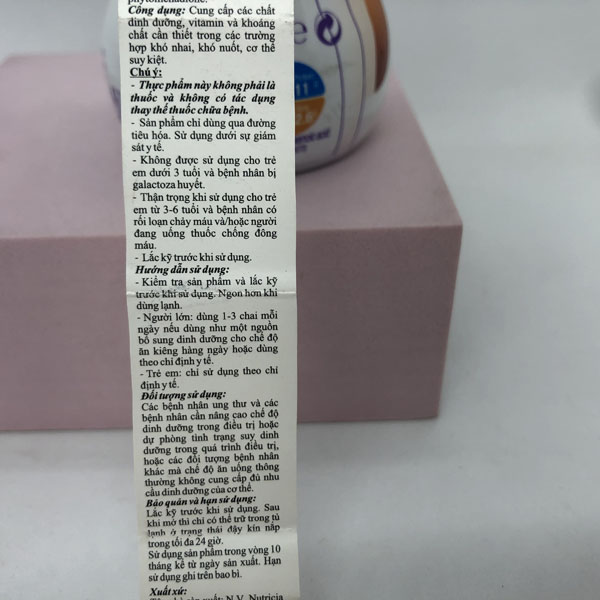 phytomenadione.
Công dụng: Cung cấp các chất
dinh dưỡng, vitamin và khoáng
chất cần thiết trong các trường
hợp khó nhai, khó nuốt, cơ thể
suy kiệt.
Chú ý:
- Thực phẩm này không phải là
thuốc và không có tác dụng
thay thế thuốc chữa bệnh.
- Sản phẩm chỉ dùng qua đường
tiêu hóa. Sử dụng dưới sự giám
sát y tế.
- Không được sử dụng cho trẻ
em dưới 3 tuổi và bệnh nhân bị
galactoza huyết.
- Thận trọng khi sử dụng cho trẻ
em từ 3-6 tuổi và bệnh nhân có
rối loạn chảy máu và/hoặc người
đang uống thuốc chống đông
máu.
- Lắc kỹ trước khi sử dụng.
Hướng dẫn sử dụng:
- Kiểm tra sản phẩm và lắc kỹ
trước khi sử dụng. Ngon hơn khi
dùng lạnh.
- Người lớn: dùng 1-3 chai mỗi
ngày nếu dùng như một nguồn
bổ sung dinh dưỡng cho chế độ
ăn kiêng hàng ngày hoặc dùng
theo chỉ định y tế.
- Trẻ em: chỉ sử dụng theo chỉ
định y tế.
Đối tượng sử dụng:
Các bệnh nhân ung thư và các
bệnh nhân cần nâng cao chế độ
dinh dưỡng trong điều trị hoặc
dự phòng tình trạng suy dinh
dưỡng trong quá trình điều trị,
hoặc các đối tượng bệnh nhân
khác mà chế độ ăn uống thông
thường không cung cấp đủ nhu
cầu dinh dưỡng của cơ thể.
Bảo quản và hạn sử dụng:
Lắc kỹ trước khi sử dụng. Sau
khi mở thì chỉ có thể trữ trong tủ
lạnh ở trạng thái đậy kín nắp
trong tối đa 24 giờ.
Sử dụng sản phẩm trong vòng 10
tháng kể từ ngày sản xuất. Hạn
sử dụng ghi trên bao bì.
Xuất xứ:
N.V. Nutricia
e
11